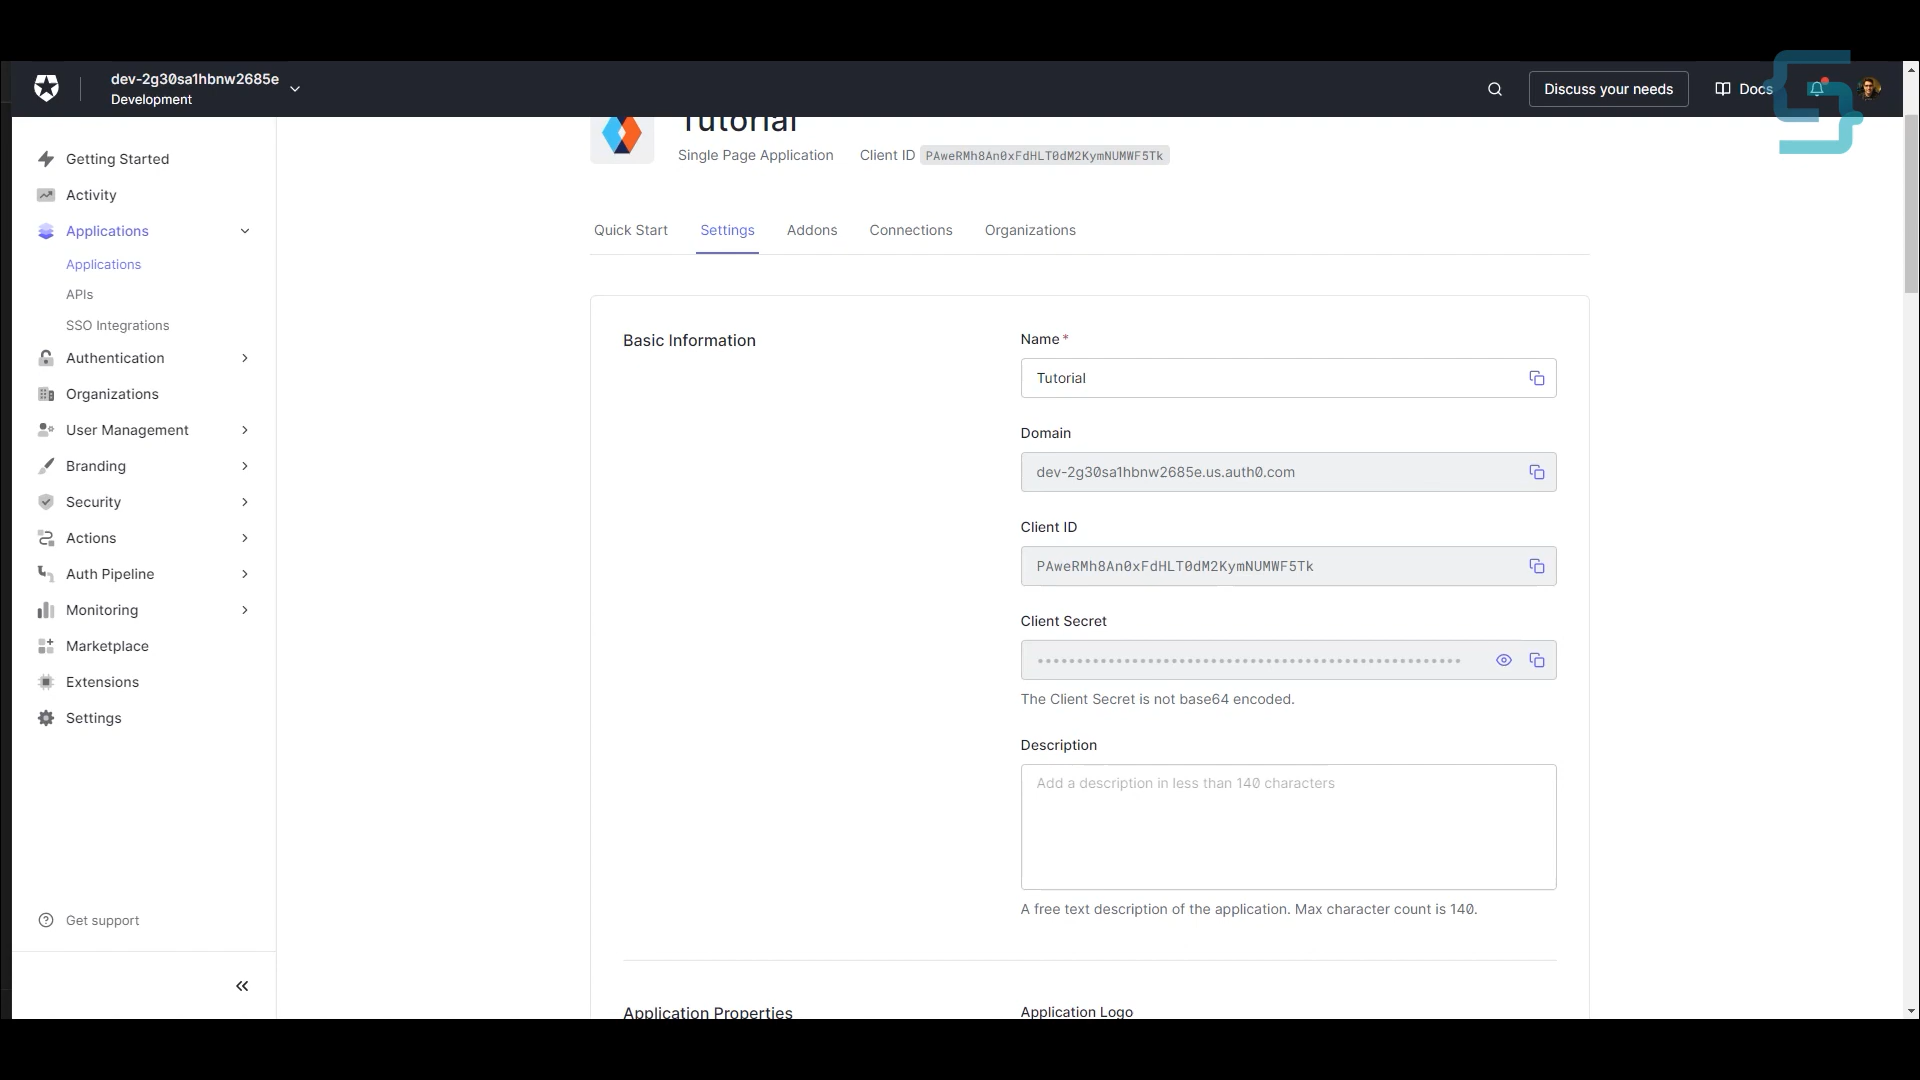 dev-2g30sa1hbnw2685e
Development
Discuss your needs
Docs
Getting Started
Activity
Applications
Applications
APIs
SSO Integrations
Authentication
Organizations
User Management
Branding
Security
Actions
Auth Pipeline
Monitoring
Marketplace
Extensions
Settings
Get support
Tutorial
Single Page Application
Client ID PAweRMh8An0xFdHLT0dM2KymNUMWF5Tk
Quick Start
Settings
Addons
Connections
Organizations
Basic Information
Name*
Tutorial
Domain
dev-2g30sa1hbnw2685e.us.auth0.com
Client ID
PAweRMh8An0xFdHLT0dM2KymNUMWF5Tk
Client Secret
The Client Secret is not base64 encoded.
Description
Add a description in less than 140 characters
A free text description of the application. Max character count is 140.
Application Properties
Application Logo